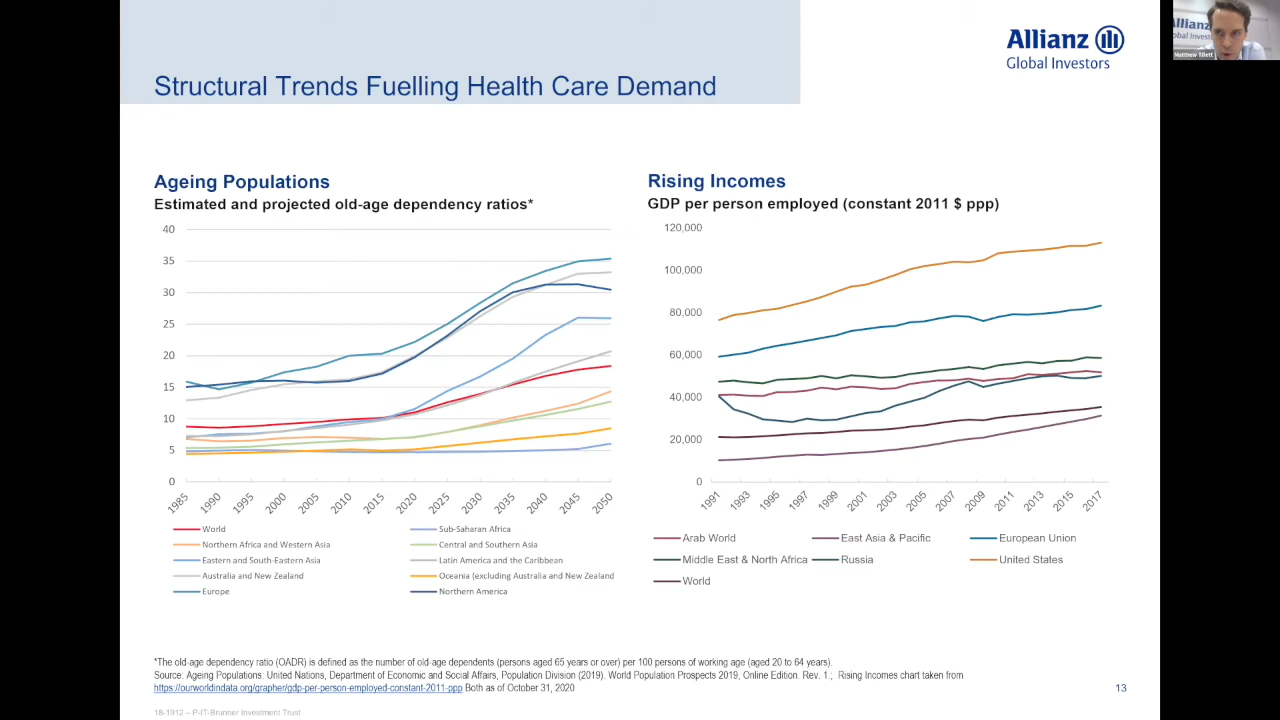 Allianz
Global Investors
Allianz
Matthew Tillett
Structural Trends Fuelling Health Care Demand
Ageing Populations
Estimated and projected old-age dependency ratios*
40
35
30
25
20
15
10
5
0
1985
1990
1995
2000
2005
2010
2015
2020
2025
2030
2035
2040
2045
2050
World
Sub-Saharan Africa
Northern Africa and Western Asia
Central and Southern Asia
Eastern and South-Eastern Asia
Latin America and the Caribbean
Australia and New Zealand
Oceania (excluding Australia and New Zealand
Europe
Northern America
Rising Incomes
GDP per person employed (constant 2011 $ ppp)
120,000
100,000
80,000
60,000
40,000
20,000
0
1991
1993
1995
1997
1999
2001
2003
2005
2007
2009
2011
2013
2015
2017
Arab World
East Asia & Pacific
European Union
Middle East & North Africa
Russia
United States
World
*The old-age dependency ratio (OADR) is defined as the number of old-age dependents (persons aged 65 years or over) per 100 persons of working age (aged 20 to 64 years).
Source: Ageing Populations: United Nations, Department of Economic and Social Affairs, Population Division (2019). World Population Prospects 2019, Online Edition. Rev. 1.; Rising Incomes chart taken from
https://ourworldindata.org/grapher/gdp-per-person-employed-constant-2011-ppp Both as of October 31, 2020
13
18-1912 – P-IT-Brunner Investment Trust